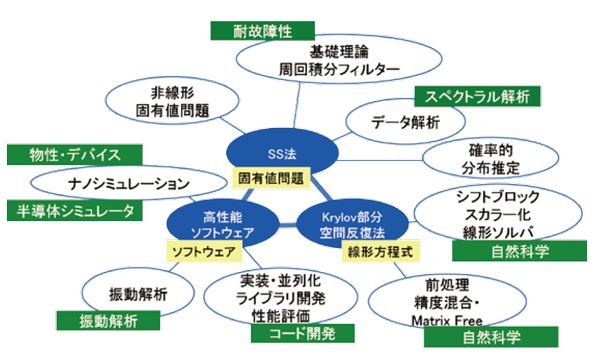 耐故障性
基礎理論
周回積分フィルター
非線形
固有値問題
スペクトラル解析
データ解析
SS法
確率的
分布推定
固有値問題
物性・デバイス
ナノシミュレーション
半導体シミュレータ
高性能
ソフトウェア
ソフトウェア
Krylov部分
空間反復法
線形方程式
シフトブロック
スカラー化
線形ソルバ
自然科学
振動解析
振動解析
実装・並列化
ライブラリ開発
性能評価
コード開発
前処理
精度混合・
Matrix Free
自然科学